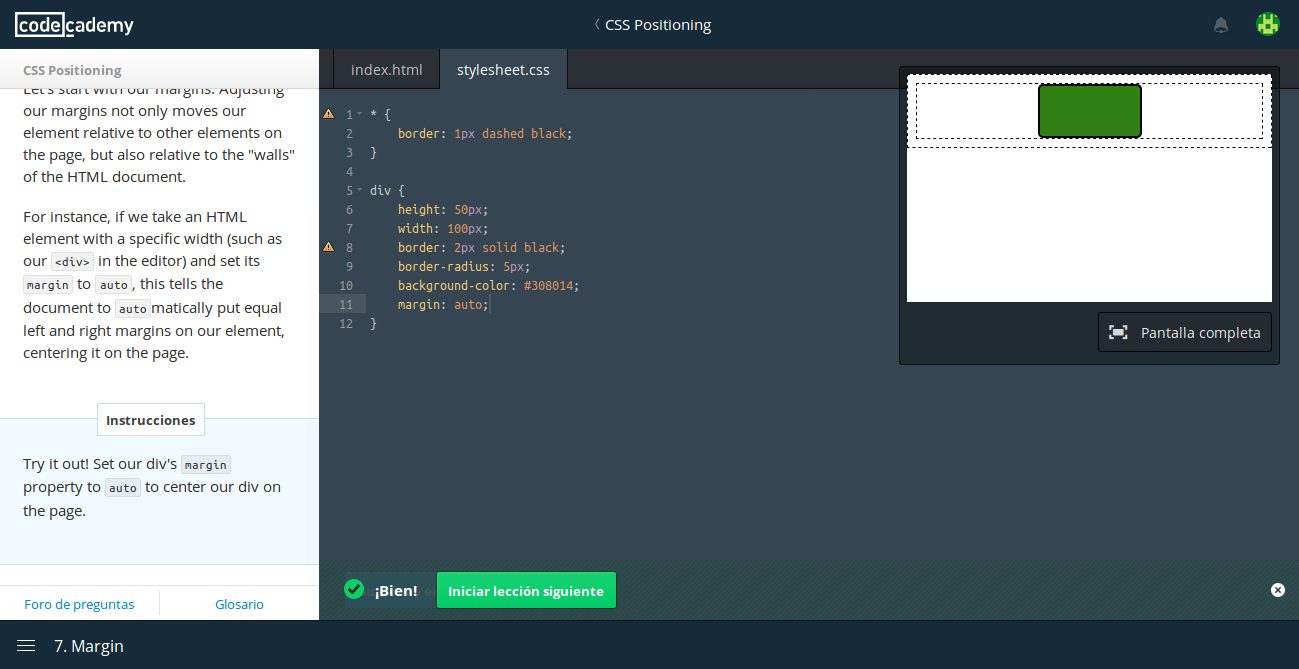 codecademy
CSS Positioning
CSS Positioning
Let's start with our margins. Adjusting
our margins not only moves our
element relative to other elements on
the page, but also relative to the "walls"
of the HTML document.
For instance, if we take an HTML
element with a specific width (such as
our <div> in the editor) and set its
margin to auto, this tells the
document to auto matically put equal
left and right margins on our element,
centering it on the page.
Instrucciones
Try it out! Set our div's margin
property to auto to center our div on
the page.
Foro de preguntas
Glosario
index.html
stylesheet.css
1 * {
2 border: 1px dashed black;
3 }
4
5 div {
6 height: 50px;
7 width: 100px;
8 border: 2px solid black;
9 border-radius: 5px;
10 background-color: #308014;
11 margin: auto;
12 }
Pantalla completa
¡Bien!
Iniciar lección siguiente
7. Margin